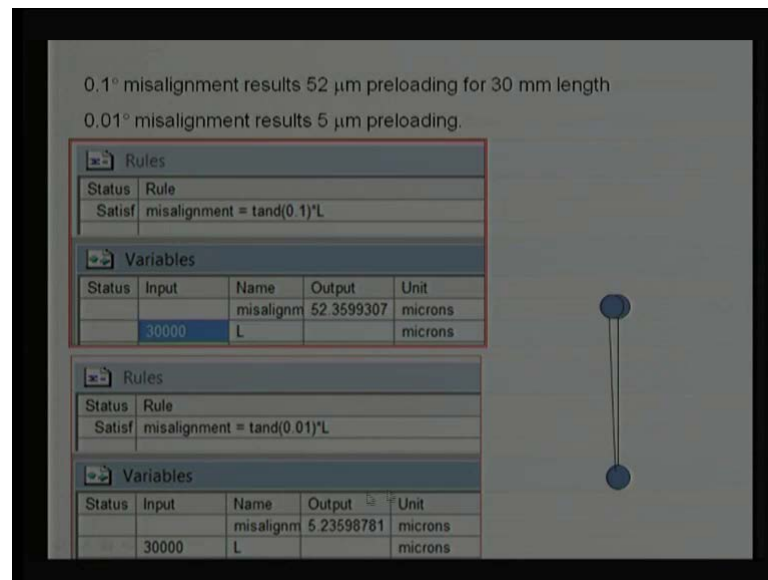 0.1° misalignment results 52 μm preloading for 30 mm length
0.01° misalignment results 5 μm preloading.
Rules
Status Rule
Satisf misalignment = tand(0.1)*L
Variables
Status Input Name Output Unit
misalignm 52.3599307 microns
30000 L microns
Rules
Status Rule
Satisf misalignment = tand(0.01)*L
Variables
Status Input Name Output Unit
misalignm 5.23598781 microns
30000 L microns